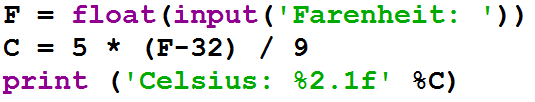 F = float(input('Farenheit: '))
C = 5 * (F-32) / 9
print ('Celsius: %2.1f' %C)